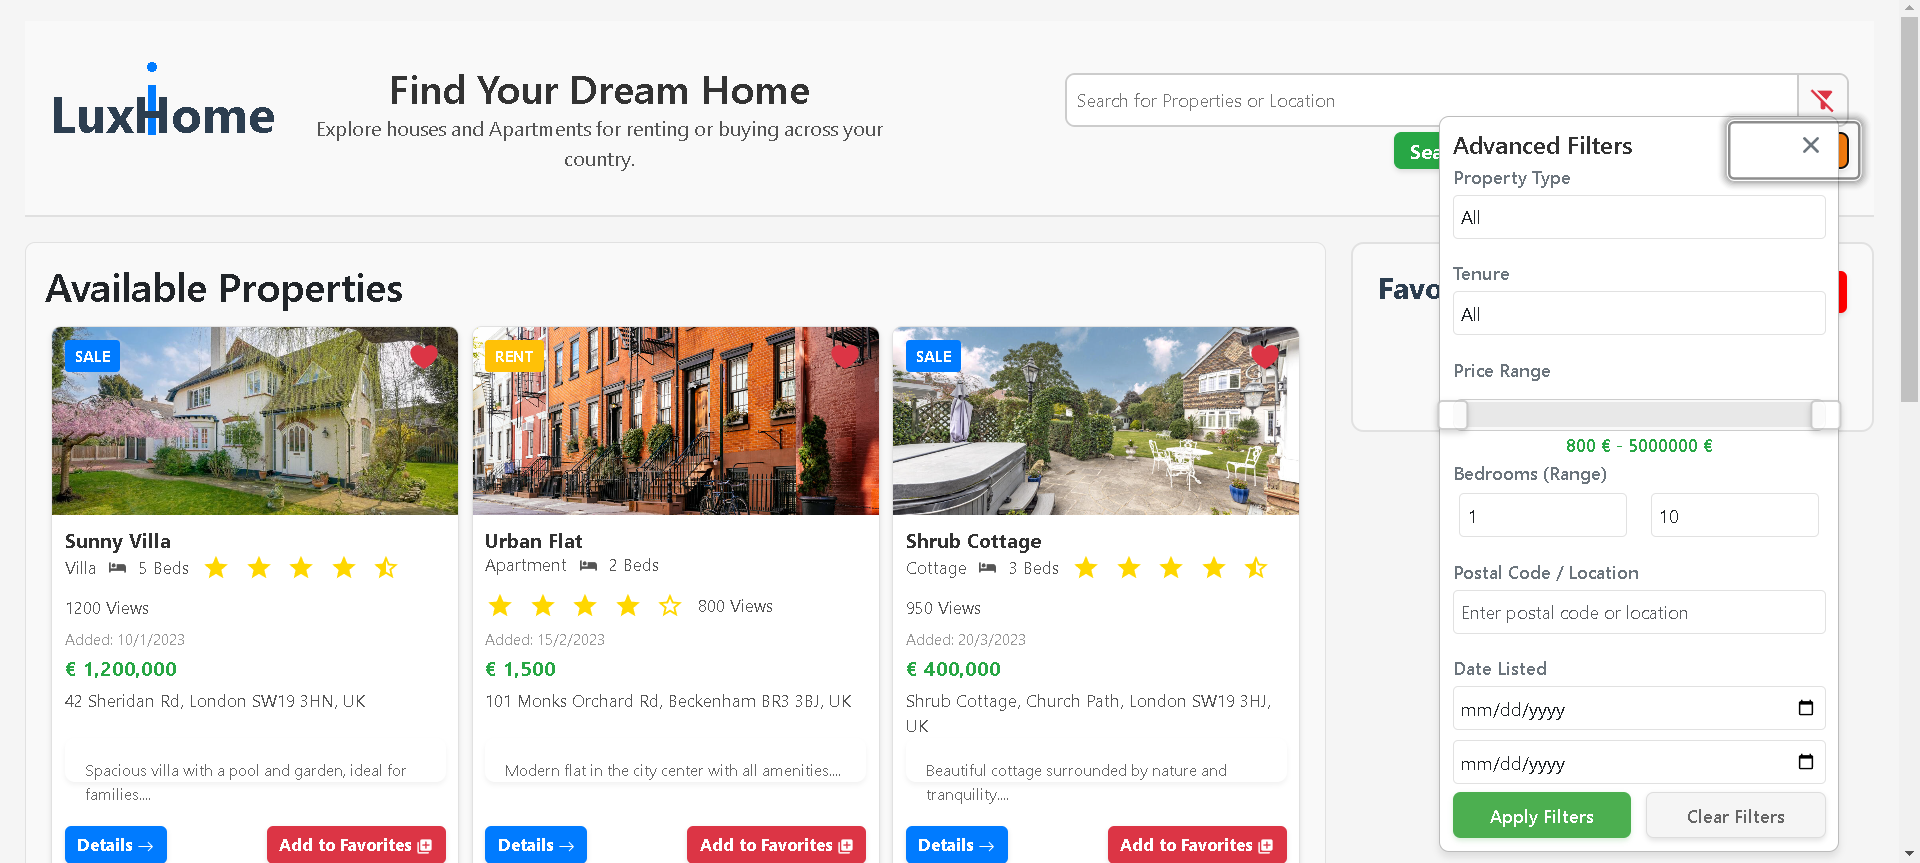 LuxHome
Find Your Dream Home
Explore houses and Apartments for renting or buying across your
country.
Search for Properties or Location
Advanced Filters
Property Type
All
Tenure
All
Price Range
800 € - 5000000 €
Bedrooms (Range)
1
10
Postal Code / Location
Enter postal code or location
Date Listed
mm/dd/yyyy
mm/dd/yyyy
Apply Filters
Clear Filters
Available Properties
SALE
Sunny Villa
Villa 5 Beds
1200 Views
Added: 10/1/2023
€ 1,200,000
42 Sheridan Rd, London SW19 3HN, UK
Spacious villa with a pool and garden, ideal for
families....
Details
Add to Favorites
RENT
Urban Flat
Apartment 2 Beds
800 Views
Added: 15/2/2023
€ 1,500
101 Monks Orchard Rd, Beckenham BR3 3BJ, UK
Modern flat in the city center with all amenities....
Details
Add to Favorites
SALE
Shrub Cottage
Cottage 3 Beds
950 Views
Added: 20/3/2023
€ 400,000
Shrub Cottage, Church Path, London SW19 3HJ,
UK
Beautiful cottage surrounded by nature and
tranquility....
Details
Add to Favorites